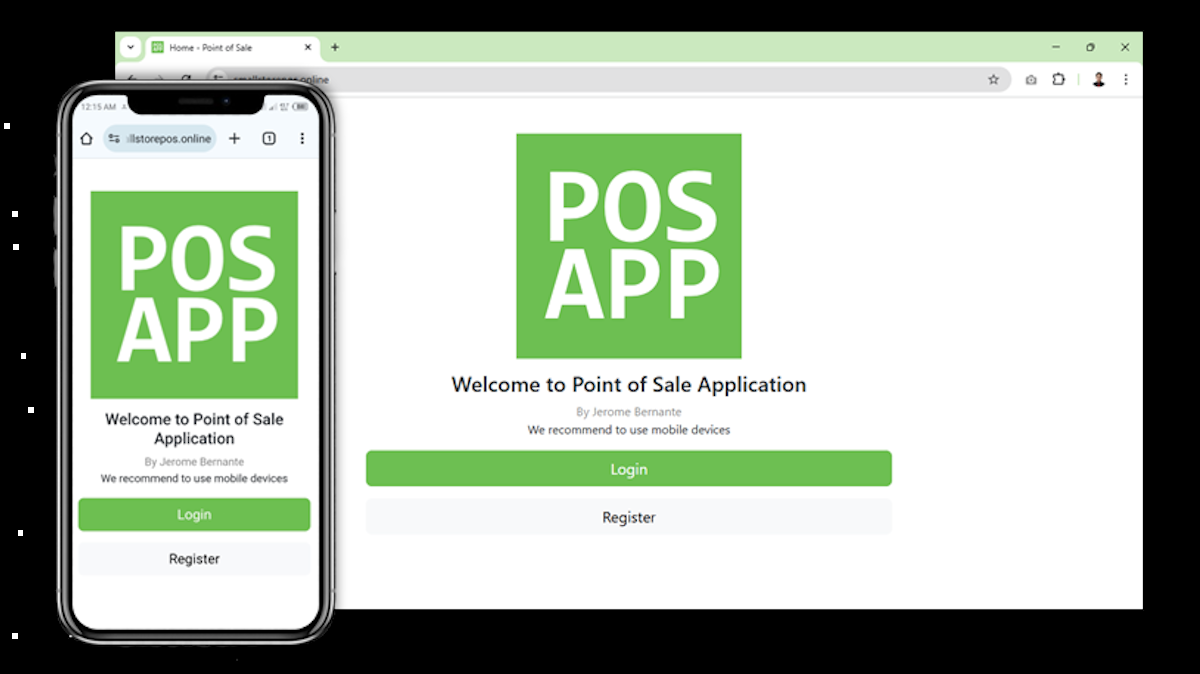 Home - Point of Sale
smallstorepos.online
12:15 AM
llstorepos.online
1
POS
APP
Welcome to Point of Sale
Application
By Jerome Bernante
We recommend to use mobile devices
Login
Register
POS
APP
Welcome to Point of Sale Application
By Jerome Bernante
We recommend to use mobile devices
Login
Register